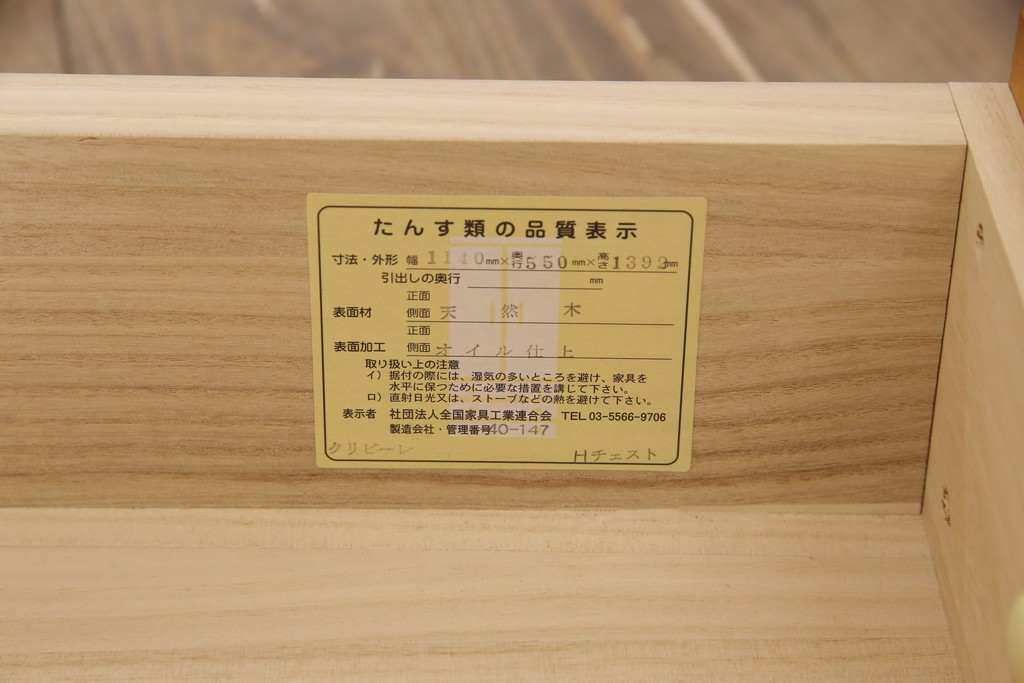 たんす類の品質表示
寸法・外形 幅1140mm×奥行550mm×高さ1392mm
引出しの奥行 mm
正面
表面材 側面 天然木
正面
表面加工 側面 オイル仕上
取り扱い上の注意
イ）据付の際には、湿気の多いところを避け、家具を
水平に保つために必要な措置を講じて下さい。
ロ）直射日光又は、ストーブなどの熱を避けて下さい。
表示者 社団法人全国家具工業連合会 TEL 03-5566-9706
製造会社・管理番号 40-147
クリビーレ Hチェスト